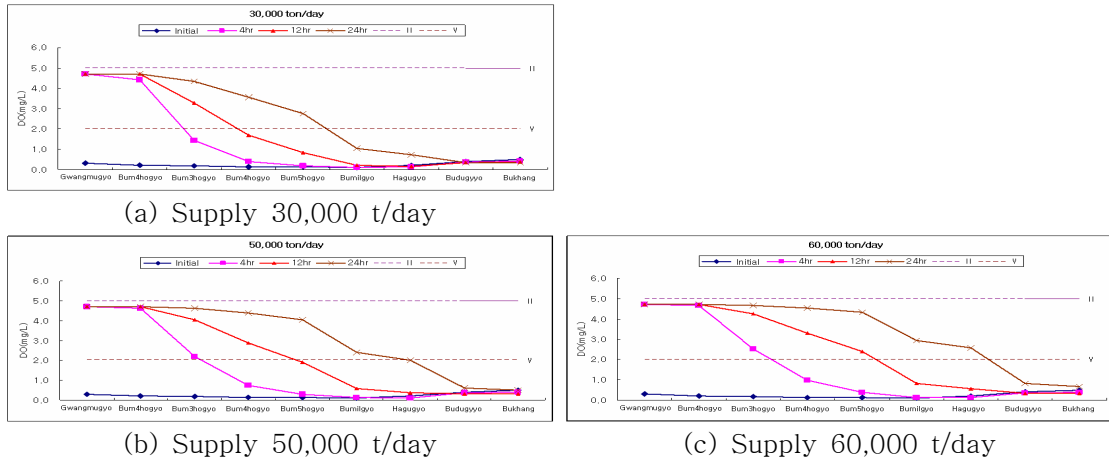 30,000 ton/day
Initial 4hr 12hr 24hr II V
6,0
5,0
4,0
3,0
2,0
1,0
0,0
DO(mg/L)
II
V
Gwangmugyo Bum4hogyo Bum3hogyo Bum4hogyo Bum5hogyo Bumilgyo Hagugyo Budugyyo Bukhang
(a) Supply 30,000 t/day
50,000 ton/day
Initial 4hr 12hr 24hr II V
6,0
5,0
4,0
3,0
2,0
1,0
0,0
DO(mg/L)
II
V
Gwangmugyo Bum4hogyo Bum3hogyo Bum4hogyo Bum5hogyo Bumilgyo Hagugyo Budugyyo Bukhang
(b) Supply 50,000 t/day
60,000 ton/day
Initial 4hr 12hr 24hr II V
6,0
5,0
4,0
3,0
2,0
1,0
0,0
DO(mg/L)
II
V
Gwangmugyo Bum4hogyo Bum3hogyo Bum4hogyo Bum5hogyo Bumilgyo Hagugyo Budugyyo Bukhang
(c) Supply 60,000 t/day